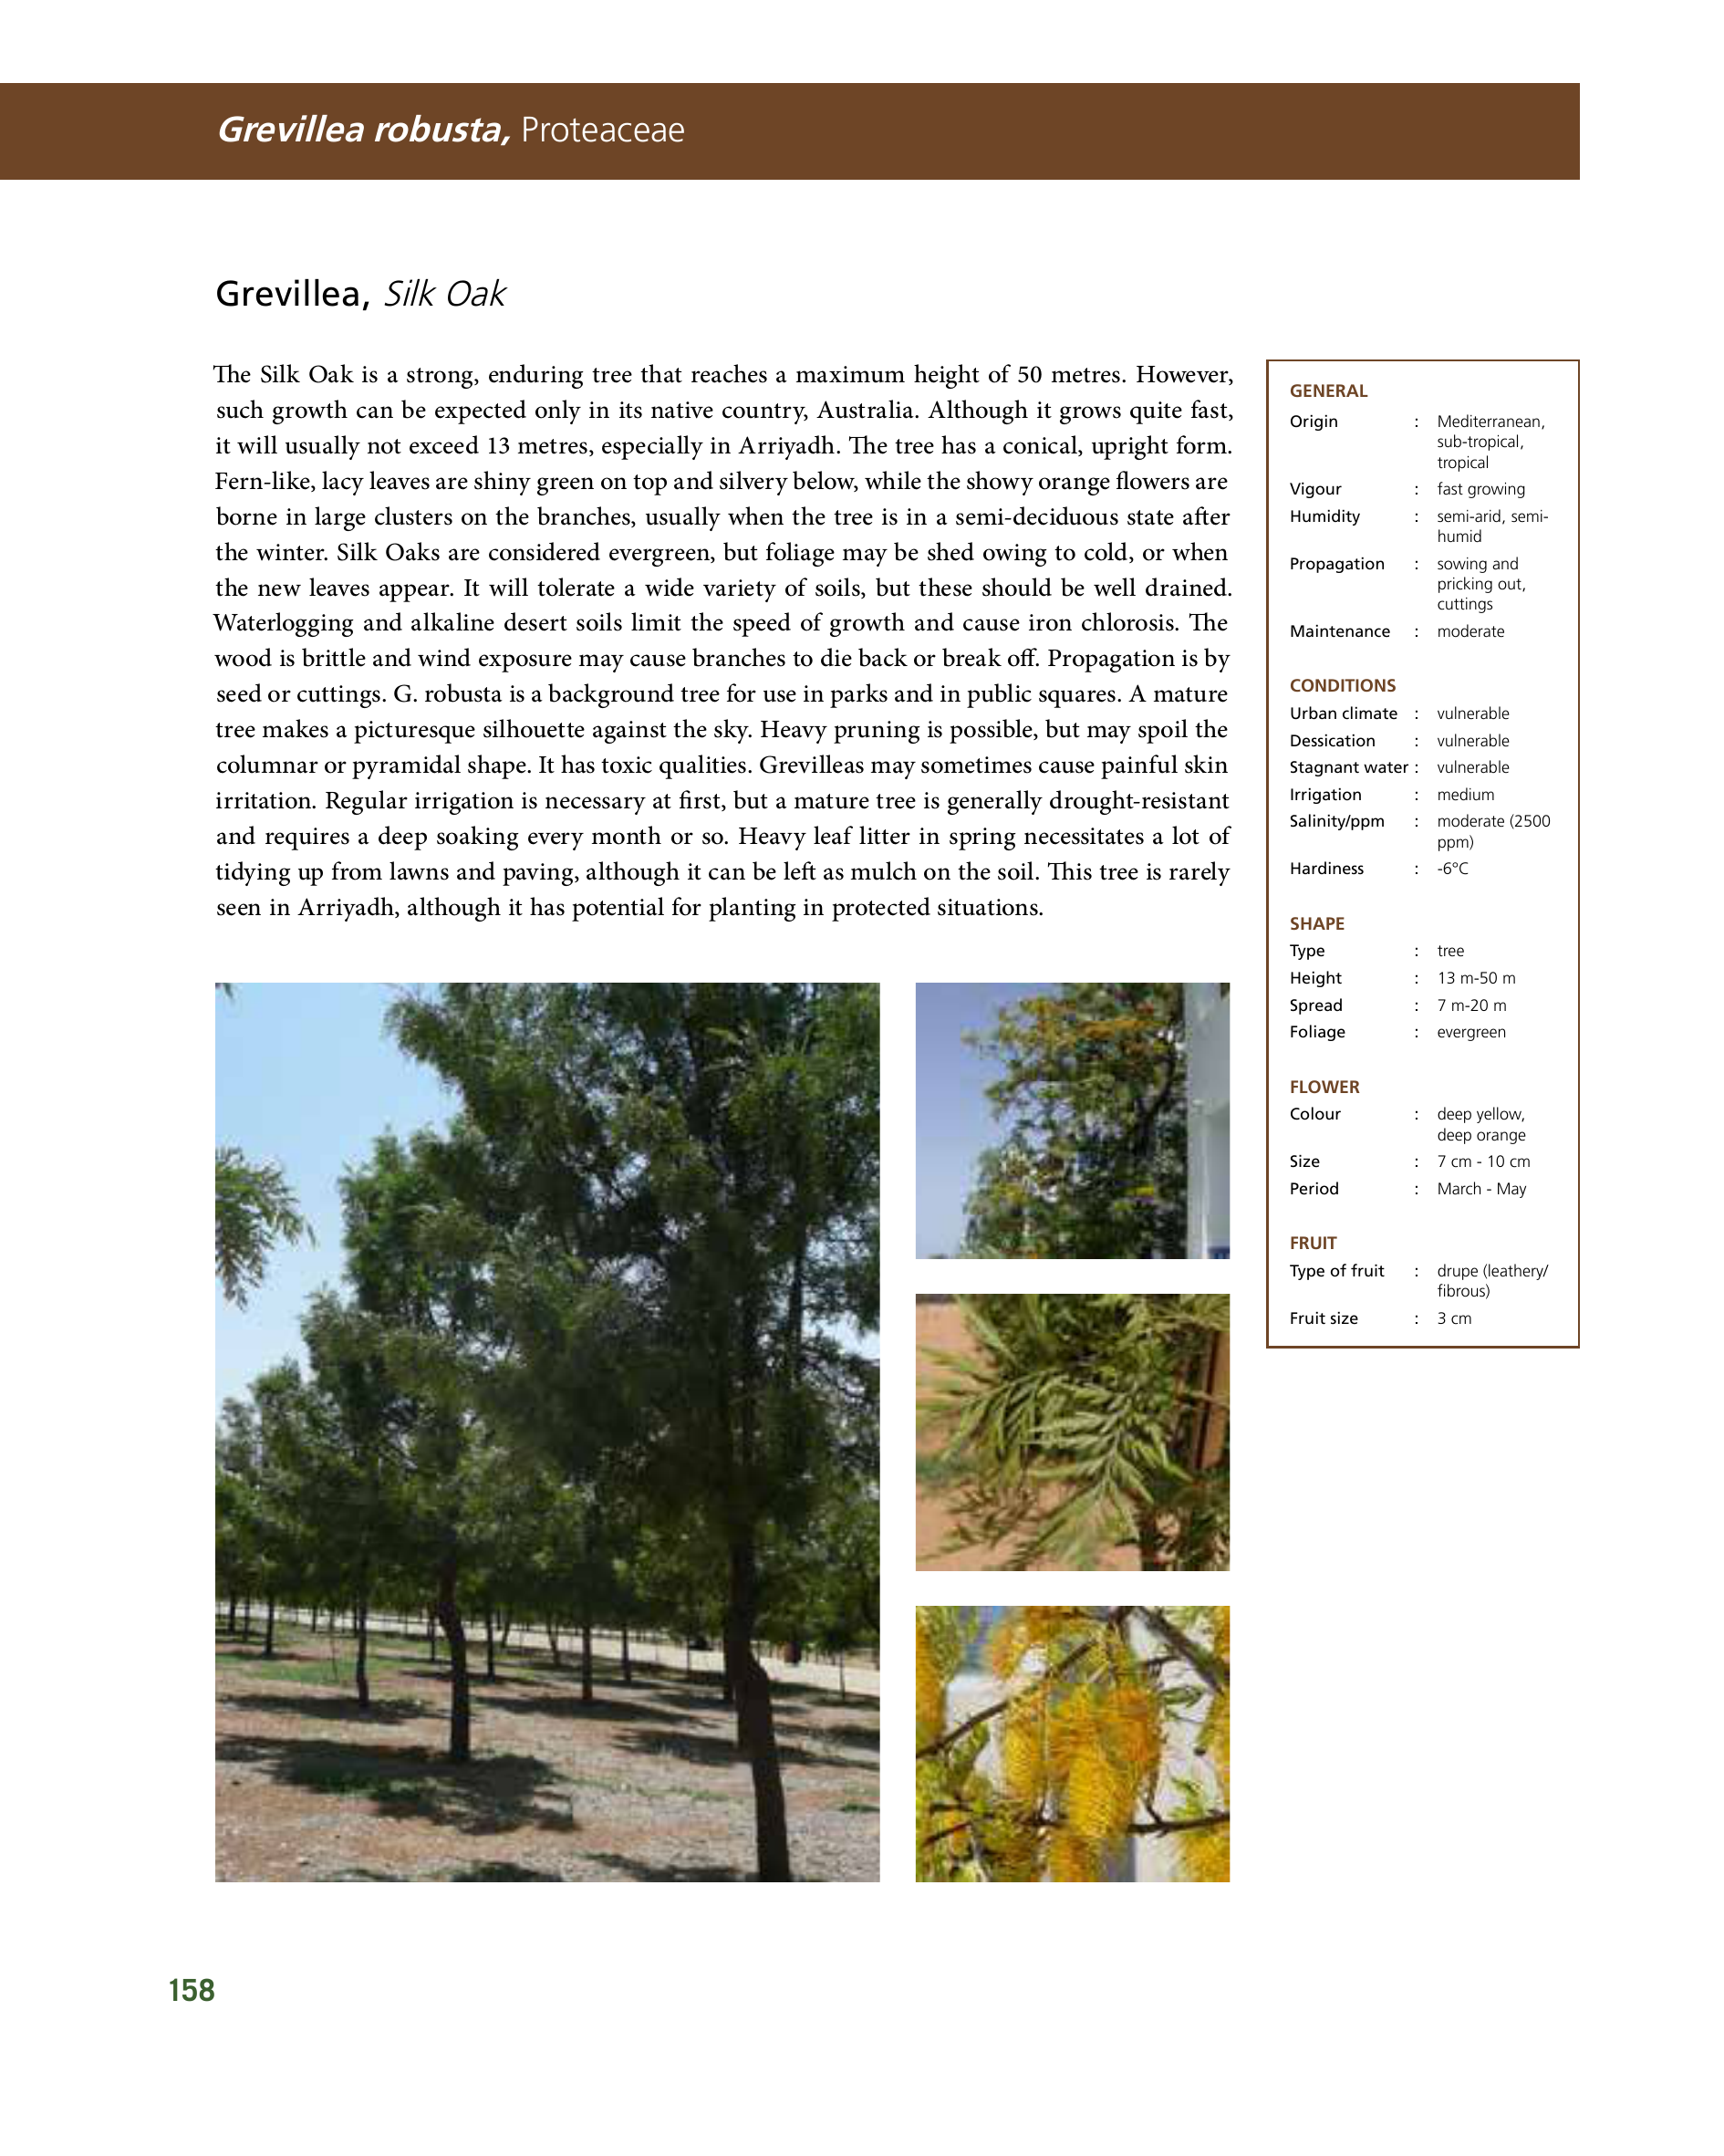 Grevillea robusta, Proteaceae
Grevillea, Silk Oak
The Silk Oak is a strong, enduring tree that reaches a maximum height of 50 metres. However,
such growth can be expected only in its native country, Australia. Although it grows quite fast,
it will usually not exceed 13 metres, especially in Arriyadh. The tree has a conical, upright form.
Fern-like, lacy leaves are shiny green on top and silvery below, while the showy orange flowers are
borne in large clusters on the branches, usually when the tree is in a semi-deciduous state after
the winter. Silk Oaks are considered evergreen, but foliage may be shed owing to cold, or when
the new leaves appear. It will tolerate a wide variety of soils, but these should be well drained.
Waterlogging and alkaline desert soils limit the speed of growth and cause iron chlorosis. The
wood is brittle and wind exposure may cause branches to die back or break off. Propagation is by
seed or cuttings. G. robusta is a background tree for use in parks and in public squares. A mature
tree makes a picturesque silhouette against the sky. Heavy pruning is possible, but may spoil the
columnar or pyramidal shape. It has toxic qualities. Grevilleas may sometimes cause painful skin
irritation. Regular irrigation is necessary at first, but a mature tree is generally drought-resistant
and requires a deep soaking every month or so. Heavy leaf litter in spring necessitates a lot of
tidying up from lawns and paving, although it can be left as mulch on the soil. This tree is rarely
seen in Arriyadh, although it has potential for planting in protected situations.
GENERAL
Origin : Mediterranean,
sub-tropical,
tropical
Vigour : fast growing
Humidity : semi-arid, semi-
humid
Propagation : sowing and
pricking out,
cuttings
Maintenance : moderate
CONDITIONS
Urban climate : vulnerable
Dessication : vulnerable
Stagnant water : vulnerable
Irrigation : medium
Salinity/ppm : moderate (2500
ppm)
Hardiness : -6°C
SHAPE
Type : tree
Height : 13 m-50 m
Spread : 7 m-20 m
Foliage : evergreen
FLOWER
Colour : deep yellow,
deep orange
Size : 7 cm - 10 cm
Period : March - May
FRUIT
Type of fruit : drupe (leathery/
fibrous)
Fruit size : 3 cm
158